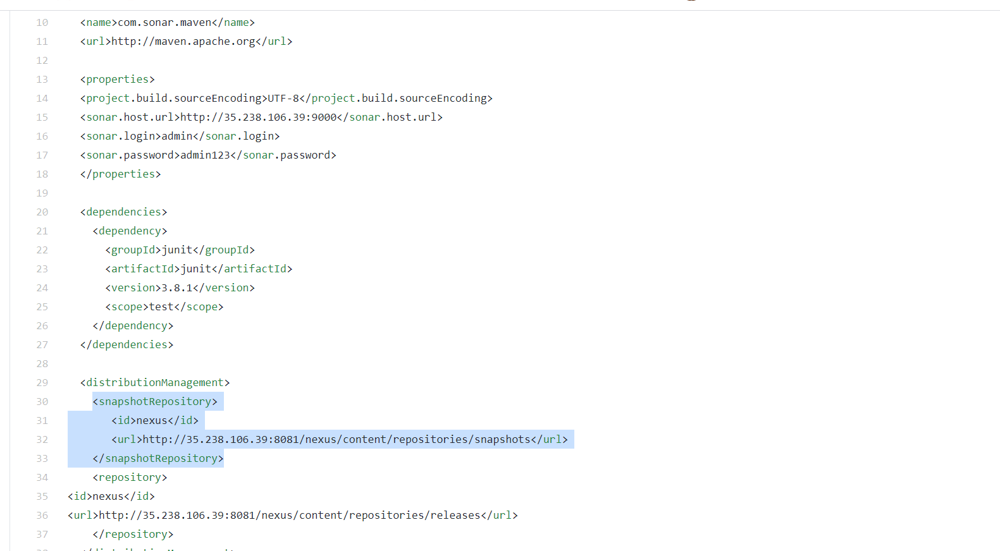 10 <name>com.sonar.maven</name>
11 <url>http://maven.apache.org</url>
12
13 <properties>
14 <project.build.sourceEncoding>UTF-8</project.build.sourceEncoding>
15 <sonar.host.url>http://35.238.106.39:9000</sonar.host.url>
16 <sonar.login>admin</sonar.login>
17 <sonar.password>admin123</sonar.password>
18 </properties>
19
20 <dependencies>
21 <dependency>
22 <groupId>junit</groupId>
23 <artifactId>junit</artifactId>
24 <version>3.8.1</version>
25 <scope>test</scope>
26 </dependency>
27 </dependencies>
28
29 <distributionManagement>
30 <snapshotRepository>
31 <id>nexus</id>
32 <url>http://35.238.106.39:8081/nexus/content/repositories/snapshots</url>
33 </snapshotRepository>
34 <repository>
35 <id>nexus</id>
36 <url>http://35.238.106.39:8081/nexus/content/repositories/releases</url>
37 </repository>